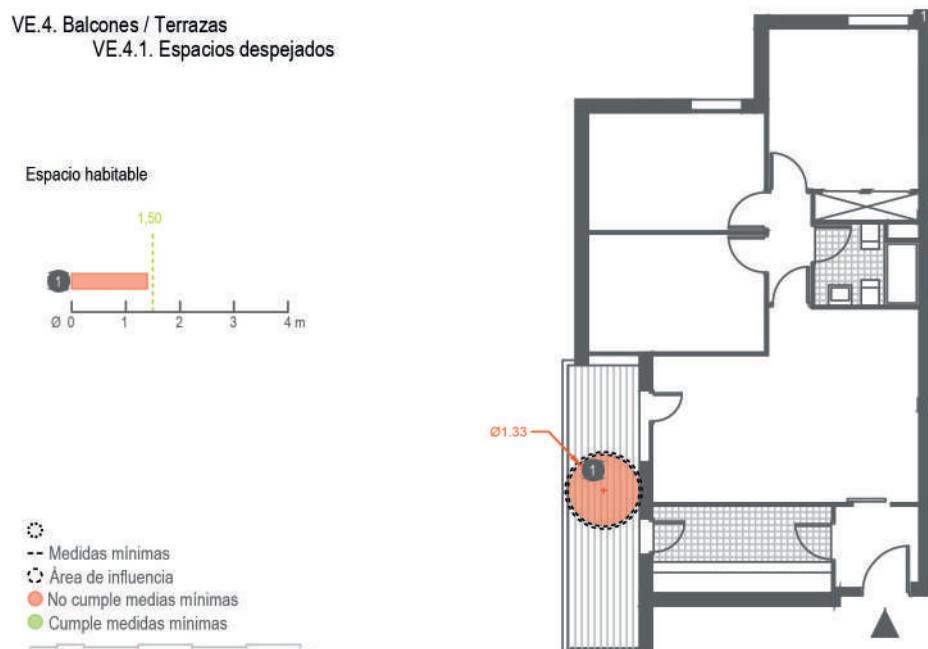 VE.4. Balcones / Terrazas
VE.4.1. Espacios despejados
Espacio habitable
1,50
1
Ø 0 1 2 3 4 m
Ø1.33
1
Medidas mínimas
Área de influencia
No cumple medias mínimas
Cumple medidas mínimas
1